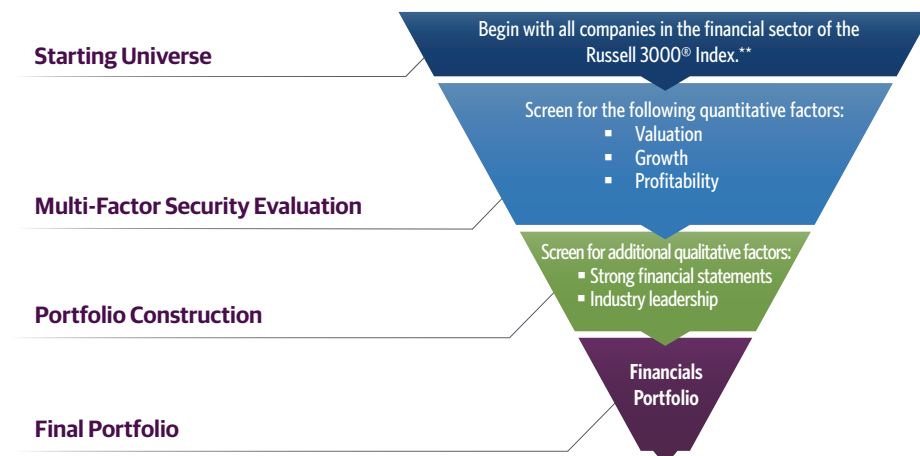 Starting Universe
Begin with all companies in the financial sector of the
Russell 3000® Index.**
Multi-Factor Security Evaluation
Screen for the following quantitative factors:
▪ Valuation
▪ Growth
▪ Profitability
Portfolio Construction
Screen for additional qualitative factors:
▪ Strong financial statements
▪ Industry leadership
Final Portfolio
Financials
Portfolio